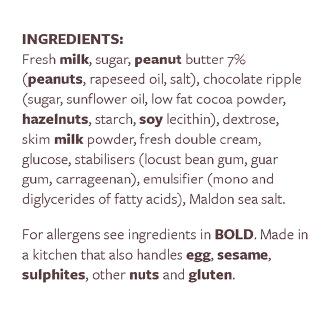 INGREDIENTS:
Fresh milk, sugar, peanut butter 7%
(peanuts, rapeseed oil, salt), chocolate ripple
(sugar, sunflower oil, low fat cocoa powder,
hazelnuts, starch, soy lecithin), dextrose,
skim milk powder, fresh double cream,
glucose, stabilisers (locust bean gum, guar
gum, carrageenan), emulsifier (mono and
diglycerides of fatty acids), Maldon sea salt.
For allergens see ingredients in BOLD. Made in
a kitchen that also handles egg, sesame,
sulphites, other nuts and gluten.